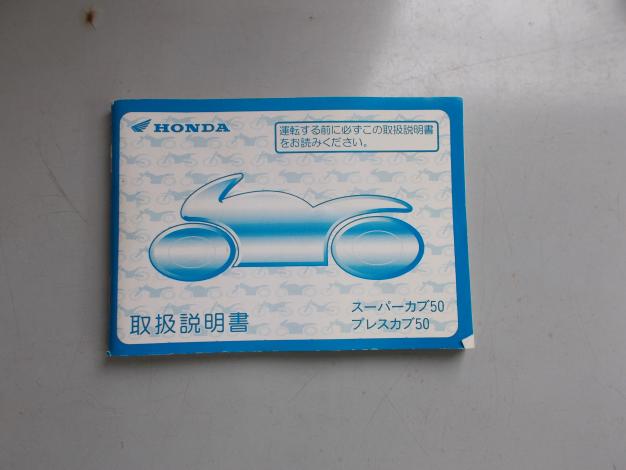 HONDA
運転する前に必ずこの取扱説明書
をお読みください。
取扱説明書
スーパーカブ50
プレスカブ50